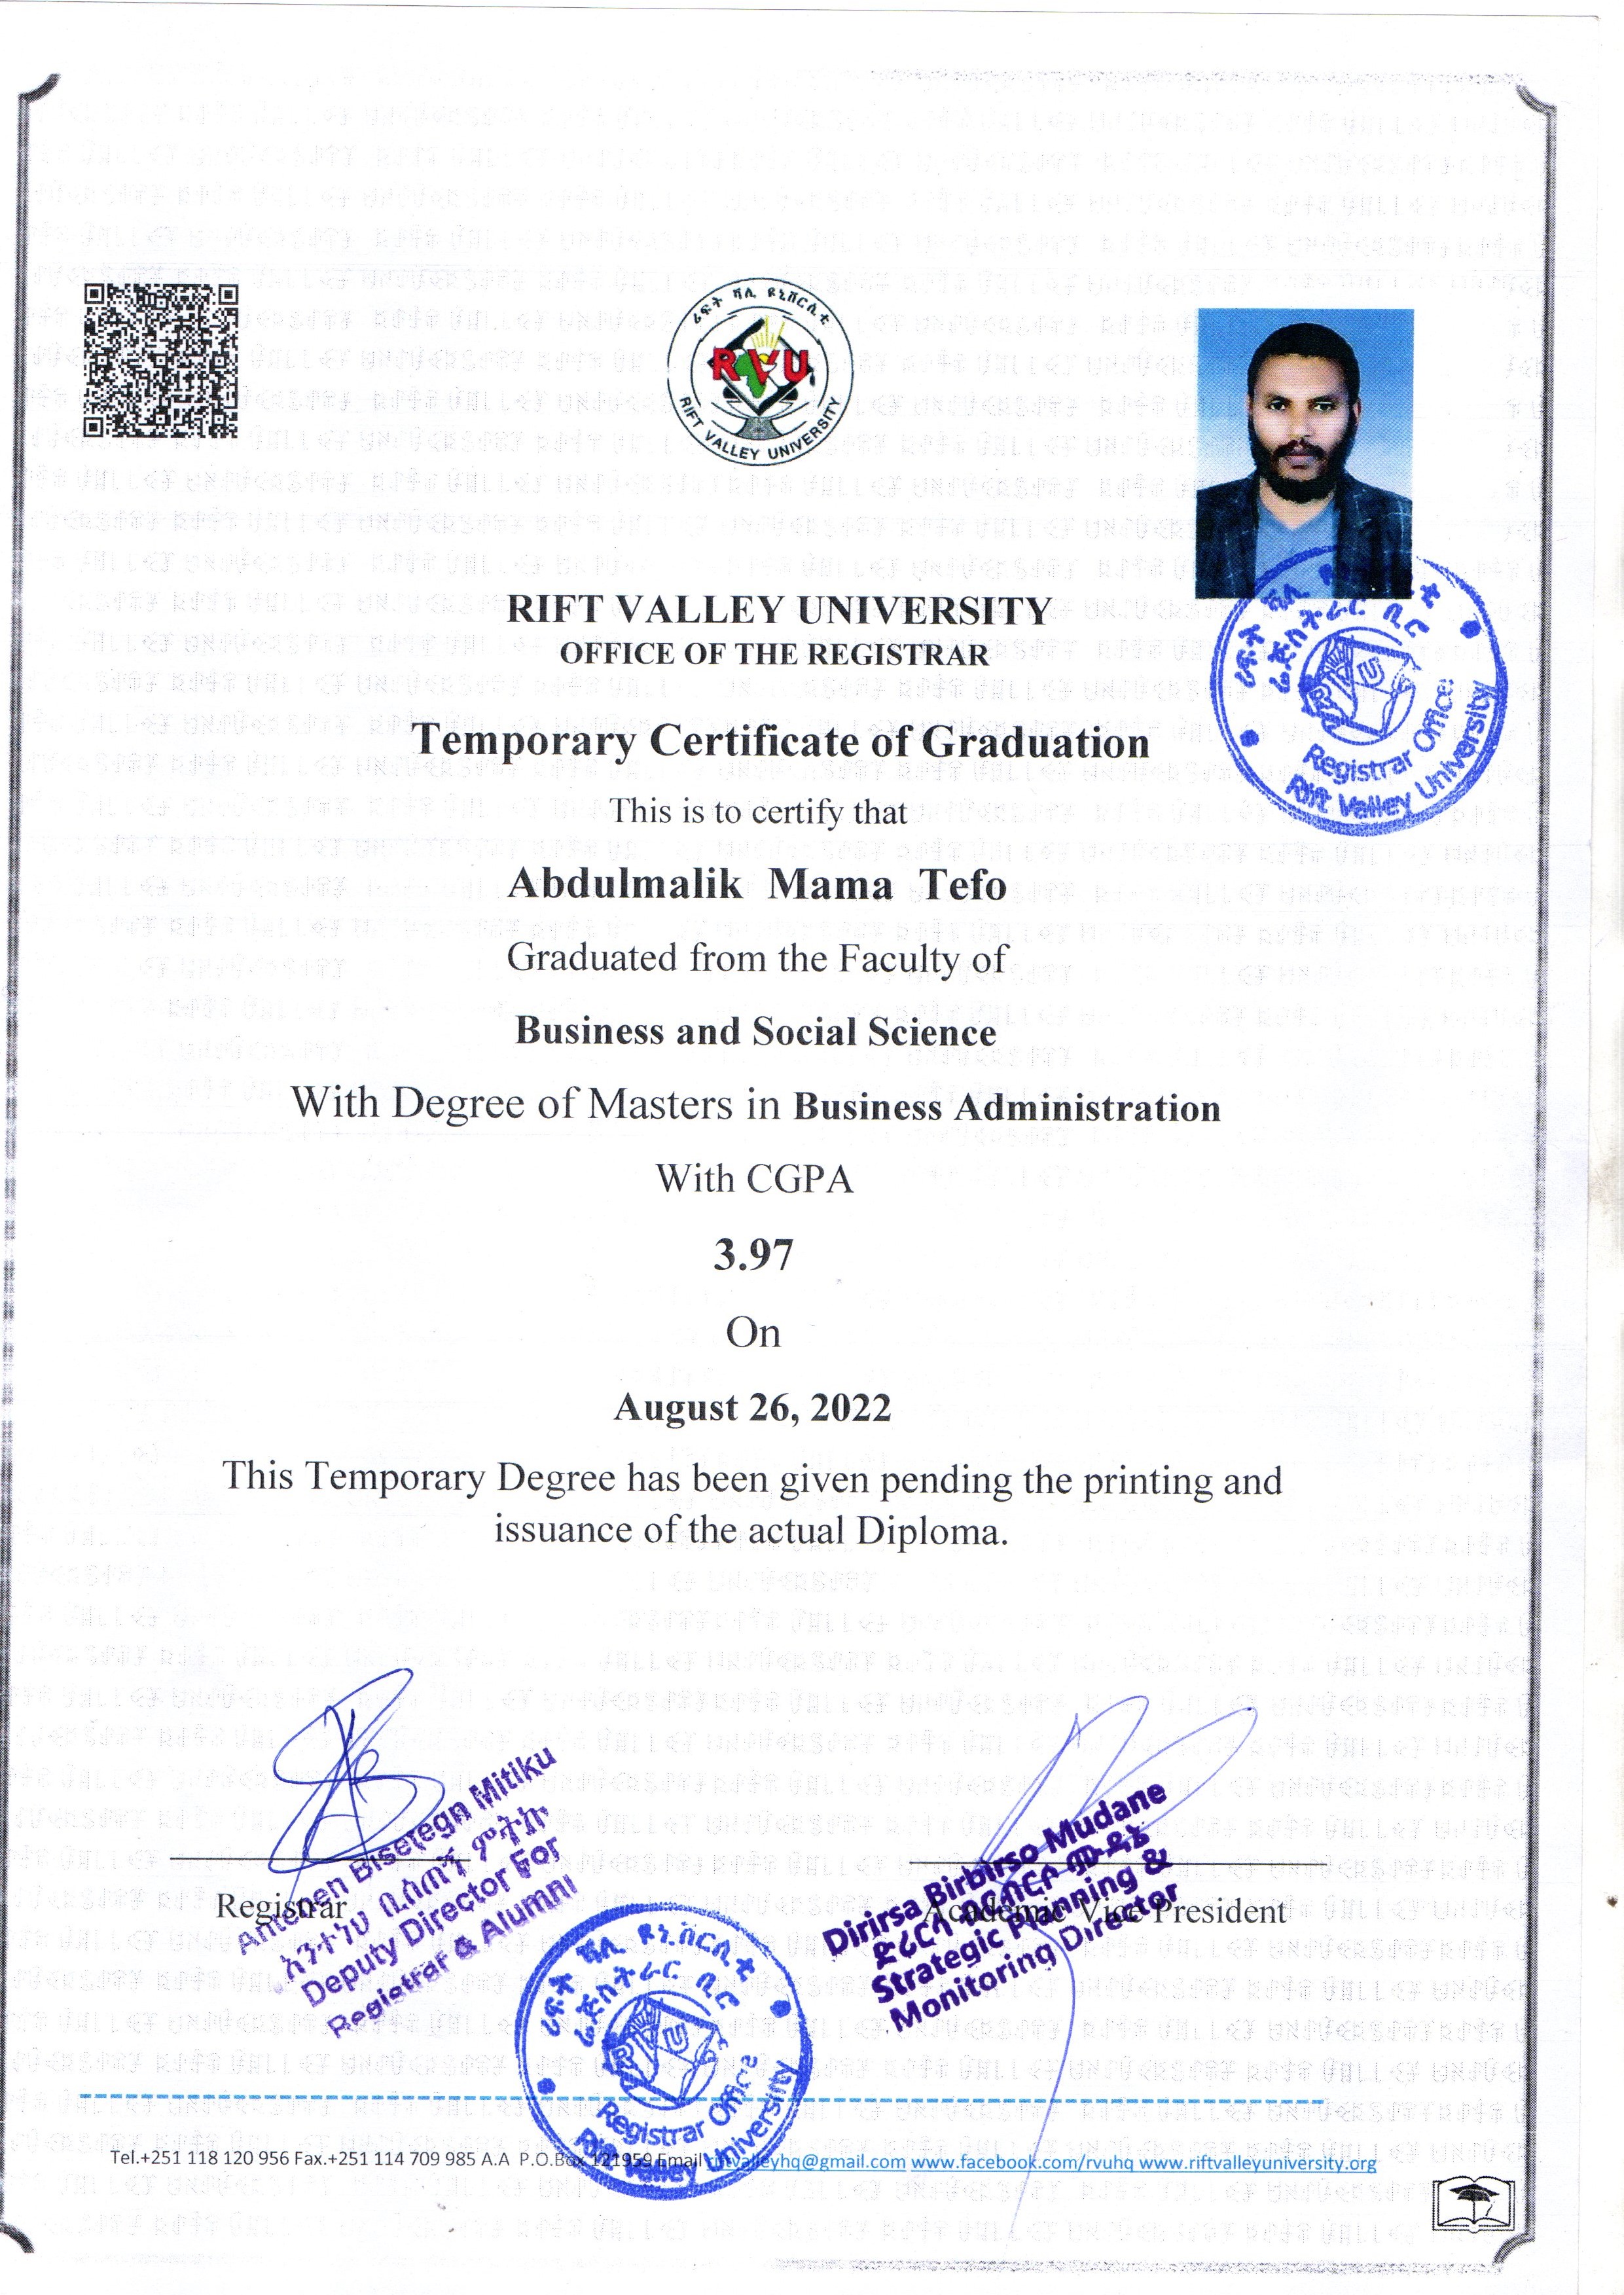 ሪፍት ቫሊ ዩኒቨርሲቲ
RVU
RIFT VALLEY UNIVERSITY
RIFT VALLEY UNIVERSITY
OFFICE OF THE REGISTRAR
ሪፍት ቫሊ ዩኒቨርሲቲ
ሬጅስትራር ቢሮ
Registrar Office
Rift Valley University
Temporary Certificate of Graduation
This is to certify that
Abdulmalik Mama Tefo
Graduated from the Faculty of
Business and Social Science
With Degree of Masters in Business Administration
With CGPA
3.97
On
August 26, 2022
This Temporary Degree has been given pending the printing and
issuance of the actual Diploma.
Registrar
Anteneh Bisetegn Mitiku
አንተነህ ቢሰጠኝ ምትኩ
Deputy Director For
Registrar & Alumni
Academic Vice President
Dirirsa Birbirso Mudane
ድሪርሳ ብርብርሶ ሙዳኔ
Strategic Planning &
Monitoring Director
ሪፍት ቫሊ ዩኒቨርሲቲ
ሬጅስትራር ቢሮ
Registrar Office
Rift Valley University
Tel.+251 118 120 956 Fax.+251 114 709 985 A.A P.O.Box 121959 Email riftvalleyhq@gmail.com www.facebook.com/rvuhq www.riftvalleyuniversity.org